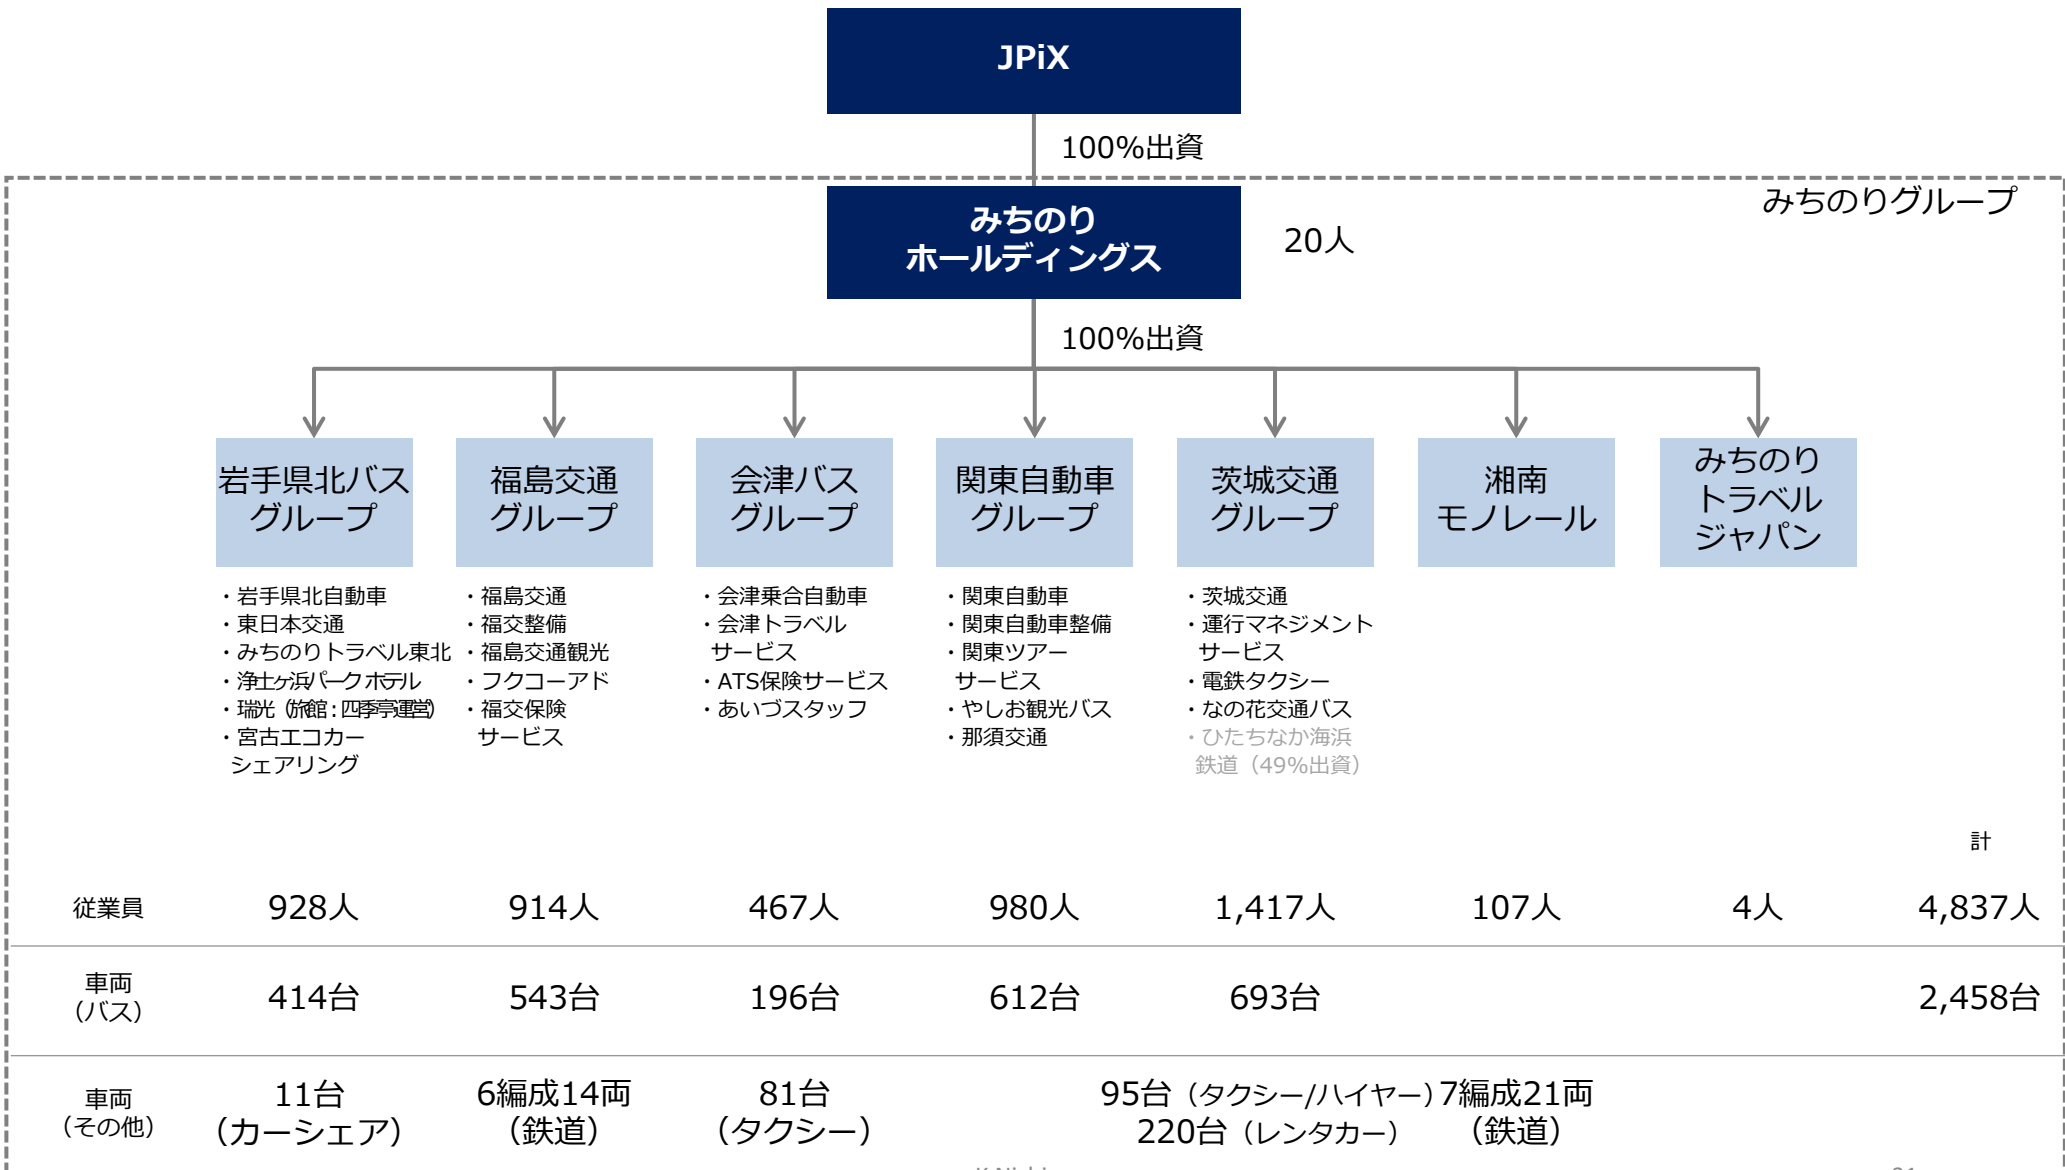 JPiX
100%出資
みちのりグループ
みちのり
ホールディングス
20人
100%出資
岩手県北バス
グループ
福島交通
グループ
会津バス
グループ
関東自動車
グループ
茨城交通
グループ
湘南
モノレール
みちのり
トラベル
ジャパン
・岩手県北自動車
・東日本交通
・みちのりトラベル東北
・浄土ヶ浜パークホテル
・瑞光（旅館：四季亭運営）
・宮古エコカー
シェアリング
・福島交通
・福交整備
・福島交通観光
・フクコーアド
・福交保険
サービス
・会津乗合自動車
・会津トラベル
サービス
・ATS保険サービス
・あいづスタッフ
・関東自動車
・関東自動車整備
・関東ツアー
サービス
・やしお観光バス
・那須交通
・茨城交通
・運行マネジメント
サービス
・電鉄タクシー
・なの花交通バス
・ひたちなか海浜
鉄道（49%出資）
計
従業員 928人 914人 467人 980人 1,417人 107人 4人 4,837人
車両
（バス）
414台 543台 196台 612台 693台 2,458台
車両
（その他）
11台
（カーシェア）
6編成14両
（鉄道）
81台
（タクシー）
95台（タクシー/ハイヤー）
220台（レンタカー）
7編成21両
（鉄道）